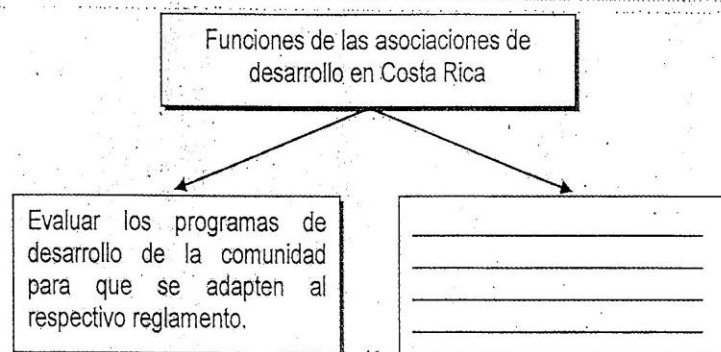 Funciones de las asociaciones de
desarrollo en Costa Rica
Evaluar los programas de
desarrollo de la comunidad
para que se adapten al
respectivo reglamento.